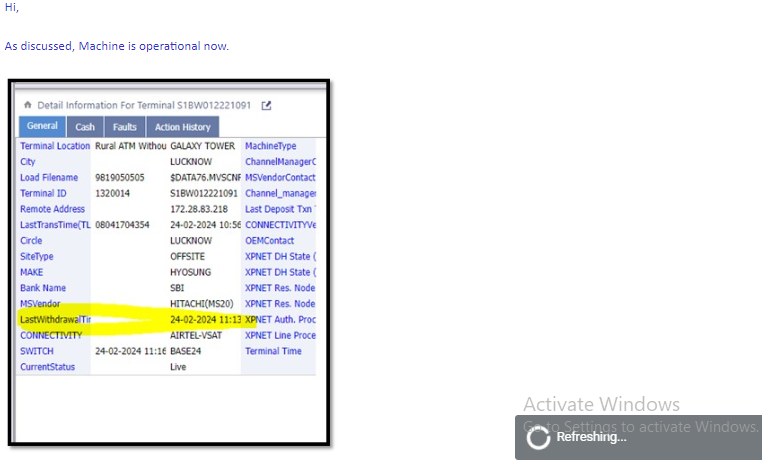 Hi,
As discussed, Machine is operational now.
Detail Information For Terminal S1BW012221091
General Cash Faults Action History
Terminal Location Rural ATM Withou GALAXY TOWER MachineType
City LUCKNOW ChannelManagerC
Load Filename 9819050505 $DATA76.MVSCNF MSVendorContact
Terminal ID 1320014 S1BW012221091 Channel_manager
Remote Address 172.28.83.218 Last Deposit Txn
LastTransTime(TL 08041704354 24-02-2024 10:56 CONNECTIVITYVe
Circle LUCKNOW OEMContact
SiteType OFFSITE XPNET DH State (
MAKE HYOSUNG XPNET DH State (
Bank Name SBI XPNET Res. Node
MSVendor HITACHI(MS20) XPNET Res. Node
LastWithdrawalTir 24-02-2024 11:13 XPNET Auth. Proc
CONNECTIVITY AIRTEL-VSAT XPNET Line Proce
SWITCH 24-02-2024 11:16 BASE24 Terminal Time
CurrentStatus Live
Activate Windows
Go to Settings to activate Windows.
Refreshing...